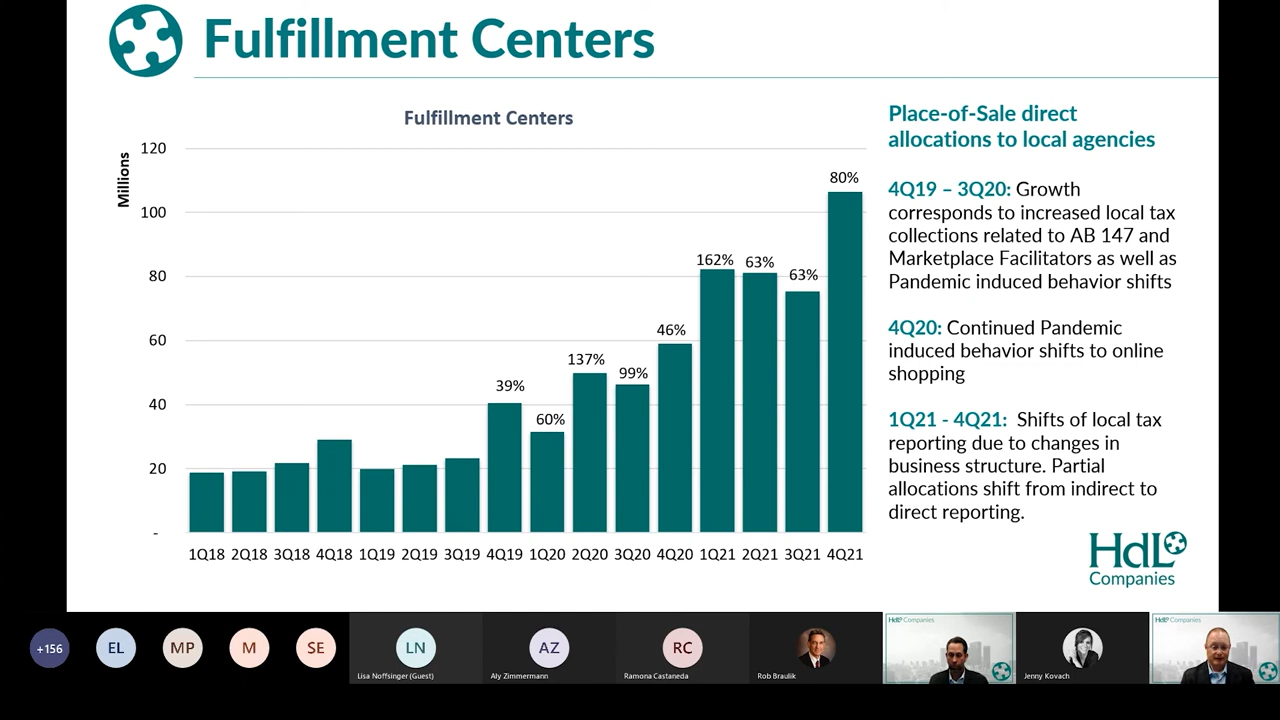 Fulfillment Centers
Fulfillment Centers
Millions
120
100
80
60
40
20
-
39%
60%
137%
99%
46%
162%
63%
63%
80%
1Q18 2Q18 3Q18 4Q18 1Q19 2Q19 3Q19 4Q19 1Q20 2Q20 3Q20 4Q20 1Q21 2Q21 3Q21 4Q21
Place-of-Sale direct
allocations to local agencies
4Q19 – 3Q20: Growth
corresponds to increased local tax
collections related to AB 147 and
Marketplace Facilitators as well as
Pandemic induced behavior shifts
4Q20: Continued Pandemic
induced behavior shifts to online
shopping
1Q21 - 4Q21: Shifts of local tax
reporting due to changes in
business structure. Partial
allocations shift from indirect to
direct reporting.
HdL
Companies
+156
EL
MP
M
SE
LN
Lisa Noffsinger (Guest)
AZ
Aly Zimmermann
RC
Ramona Castaneda
Rob Braulik
HdL Companies
Jenny Kovach
HdL Companies